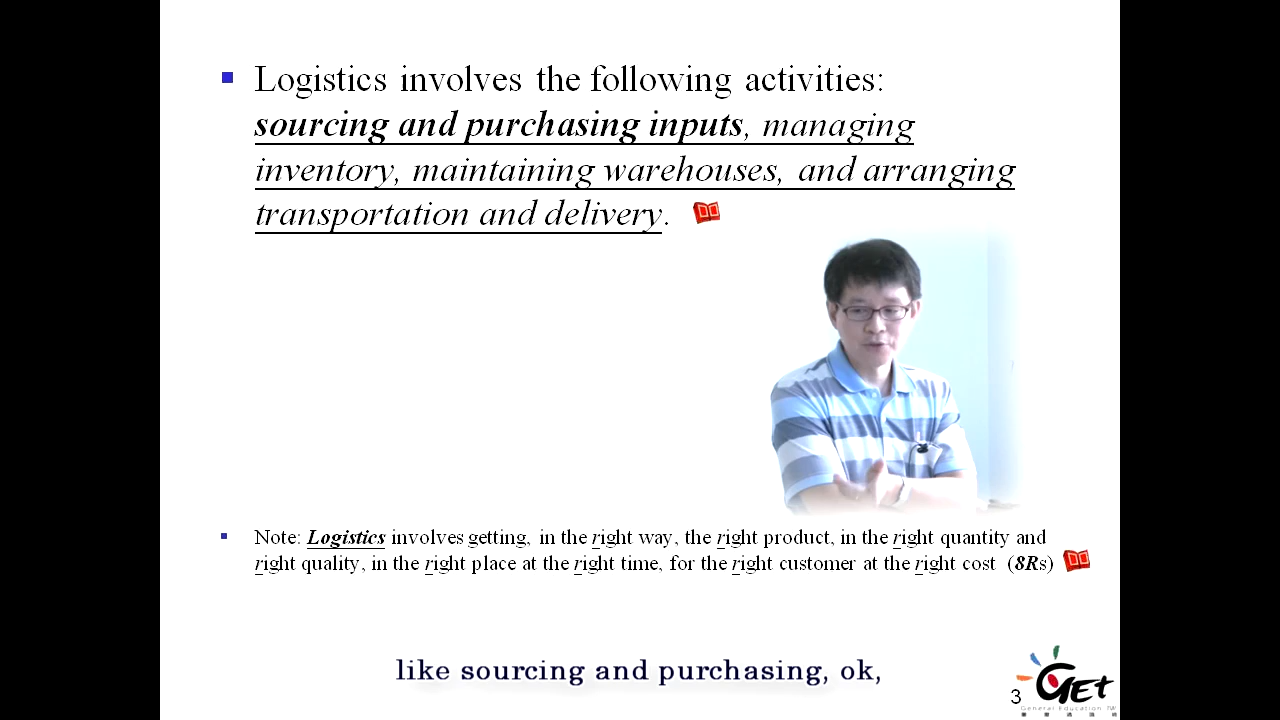 Logistics involves the following activities:
sourcing and purchasing inputs, managing
inventory, maintaining warehouses, and arranging
transportation and delivery.
Note: Logistics involves getting, in the right way, the right product, in the right quantity and
right quality, in the right place at the right time, for the right customer at the right cost (8Rs)
like sourcing and purchasing, ok,
3
GET
General Education TW